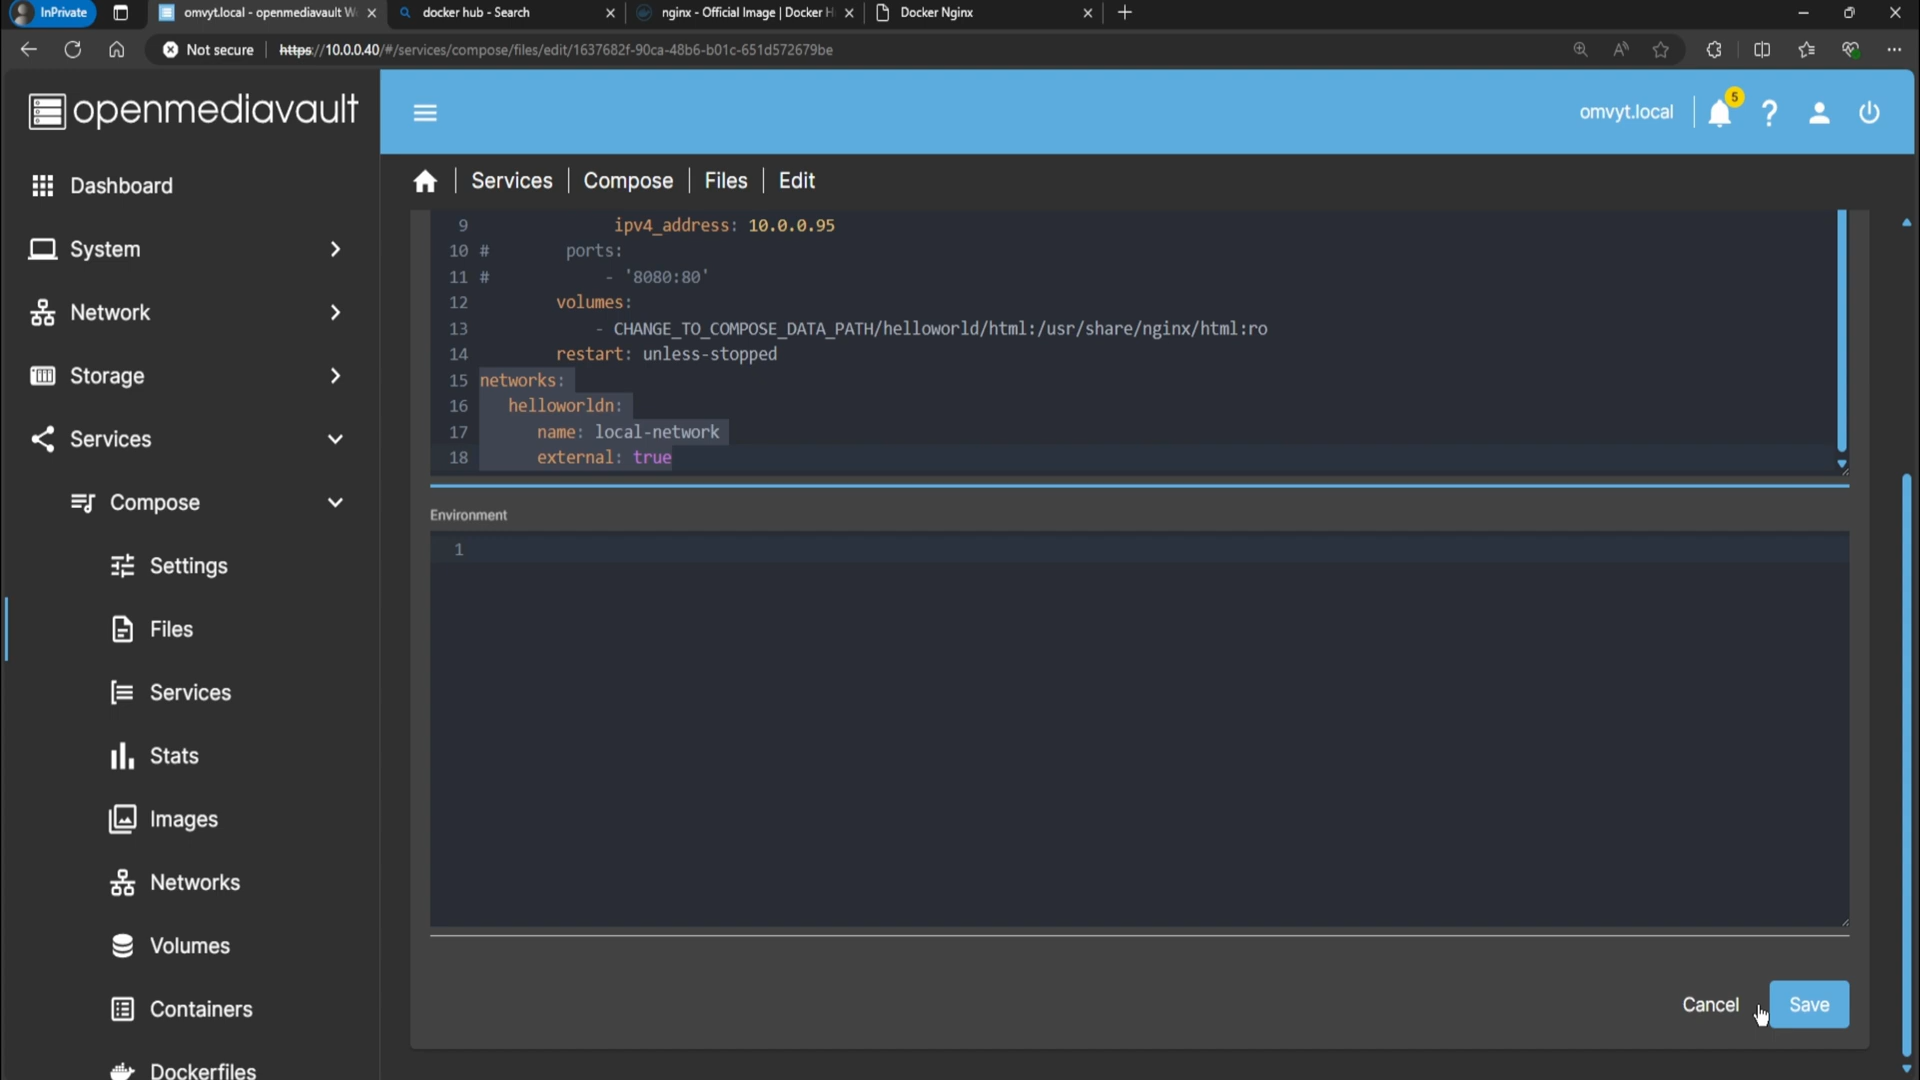 InPrivate
omvyt.local - openmediavault W
docker hub - Search
nginx - Official Image | Docker H
Docker Nginx
Not secure
https://10.0.0.40/#/services/compose/files/edit/1637682f-90ca-48b6-b01c-651d572679be
openmediavault
omvyt.local
5
Dashboard
System
Network
Storage
Services
Compose
Settings
Files
Services
Stats
Images
Networks
Volumes
Containers
Dockerfiles
Services | Compose | Files | Edit
9 ipv4_address: 10.0.0.95
10 # ports:
11 # - '8080:80'
12 volumes:
13 - CHANGE_TO_COMPOSE_DATA_PATH/helloworld/html:/usr/share/nginx/html:ro
14 restart: unless-stopped
15 networks:
16 helloworldn:
17 name: local-network
18 external: true
Environment
1
Cancel
Save